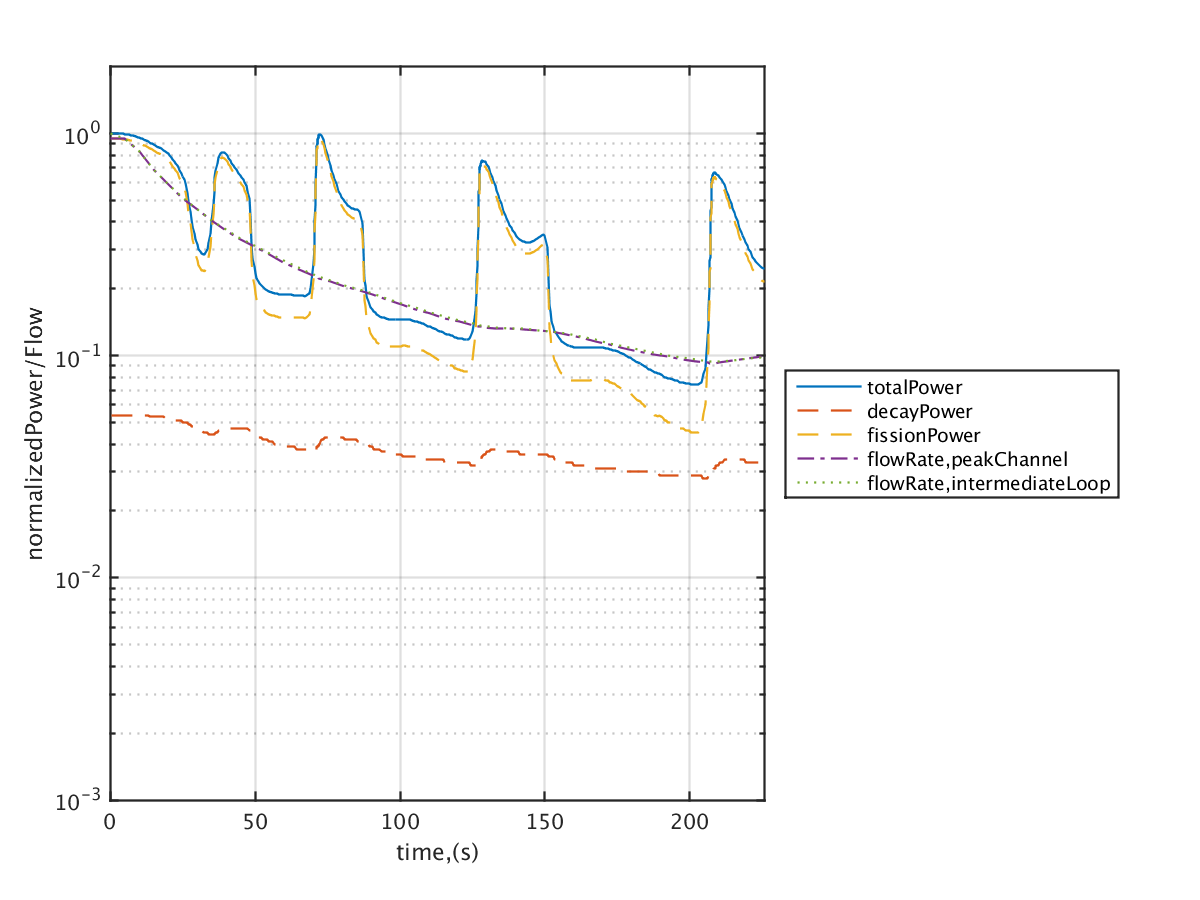 10^0
10^-1
10^-2
10^-3
0 50 100 150 200
time,(s)
normalizedPower/Flow
totalPower
decayPower
fissionPower
flowRate,peakChannel
flowRate,intermediateLoop